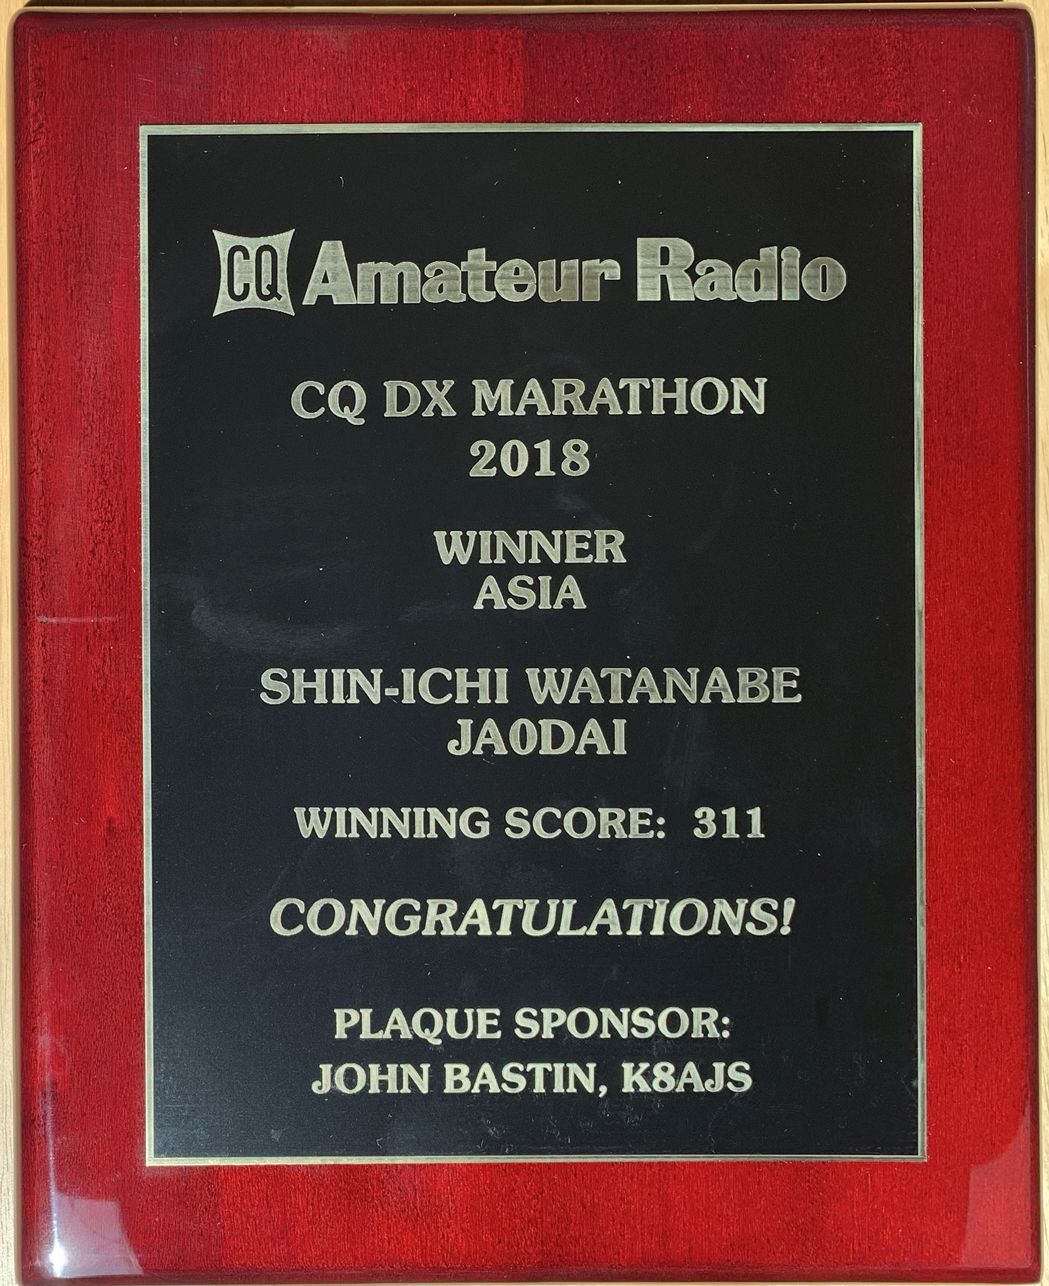 CQ Amateur Radio
CQ DX MARATHON
2018
WINNER
ASIA
SHIN-ICHI WATANABE
JA0DAI
WINNING SCORE: 311
CONGRATULATIONS!
PLAQUE SPONSOR:
JOHN BASTIN, K8AJS